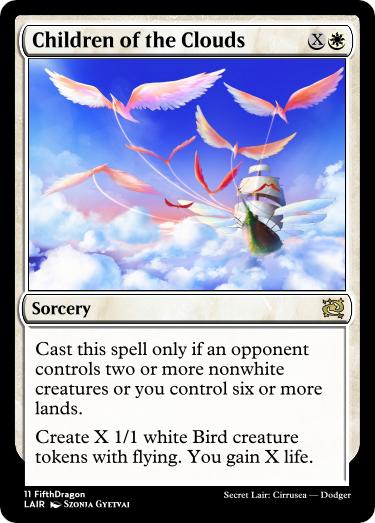 Children of the Clouds
X
Sorcery
Cast this spell only if an opponent
controls two or more nonwhite
creatures or you control six or more
lands.
Create X 1/1 white Bird creature
tokens with flying. You gain X life.
11 FifthDragon
LAIR Szonja Gyetvai
Secret Lair: Cirrusea — Dodger